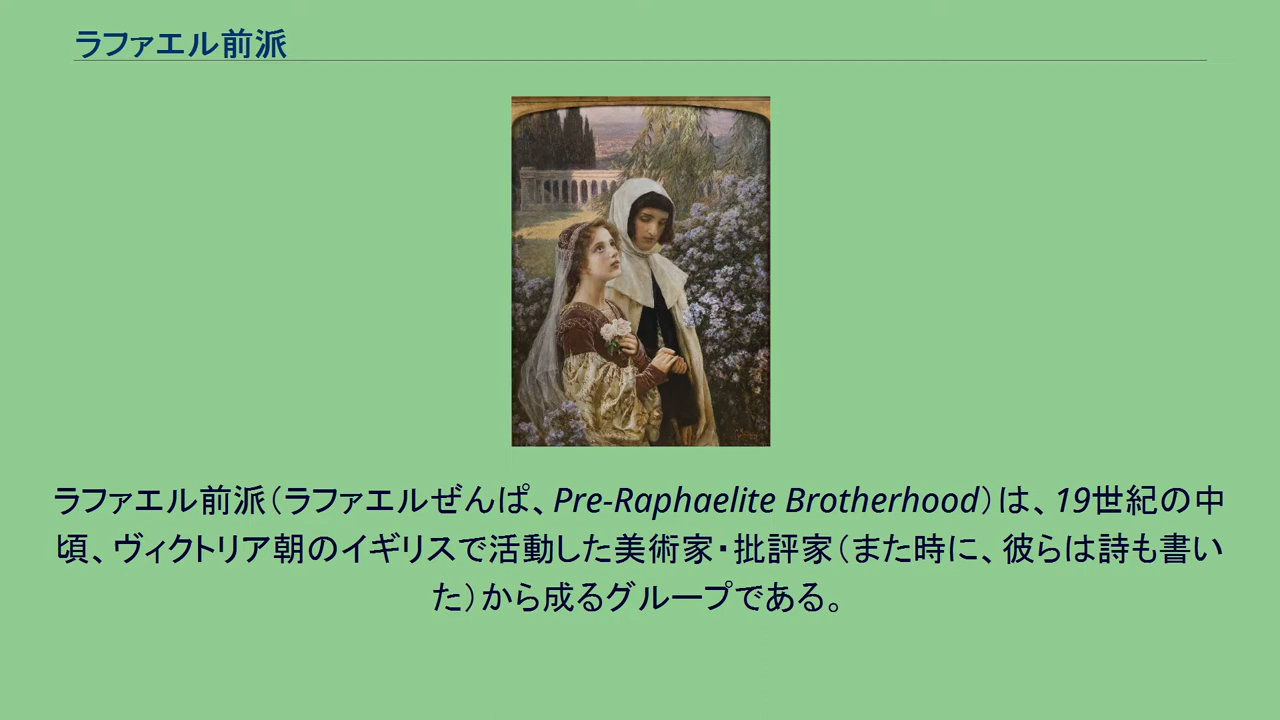 ラファエル前派
ラファエル前派（ラファエルぜんぱ、Pre-Raphaelite Brotherhood）は、19世紀の中
頃、ヴィクトリア朝のイギリスで活動した美術家・批評家（また時に、彼らは詩も書い
た）から成るグループである。